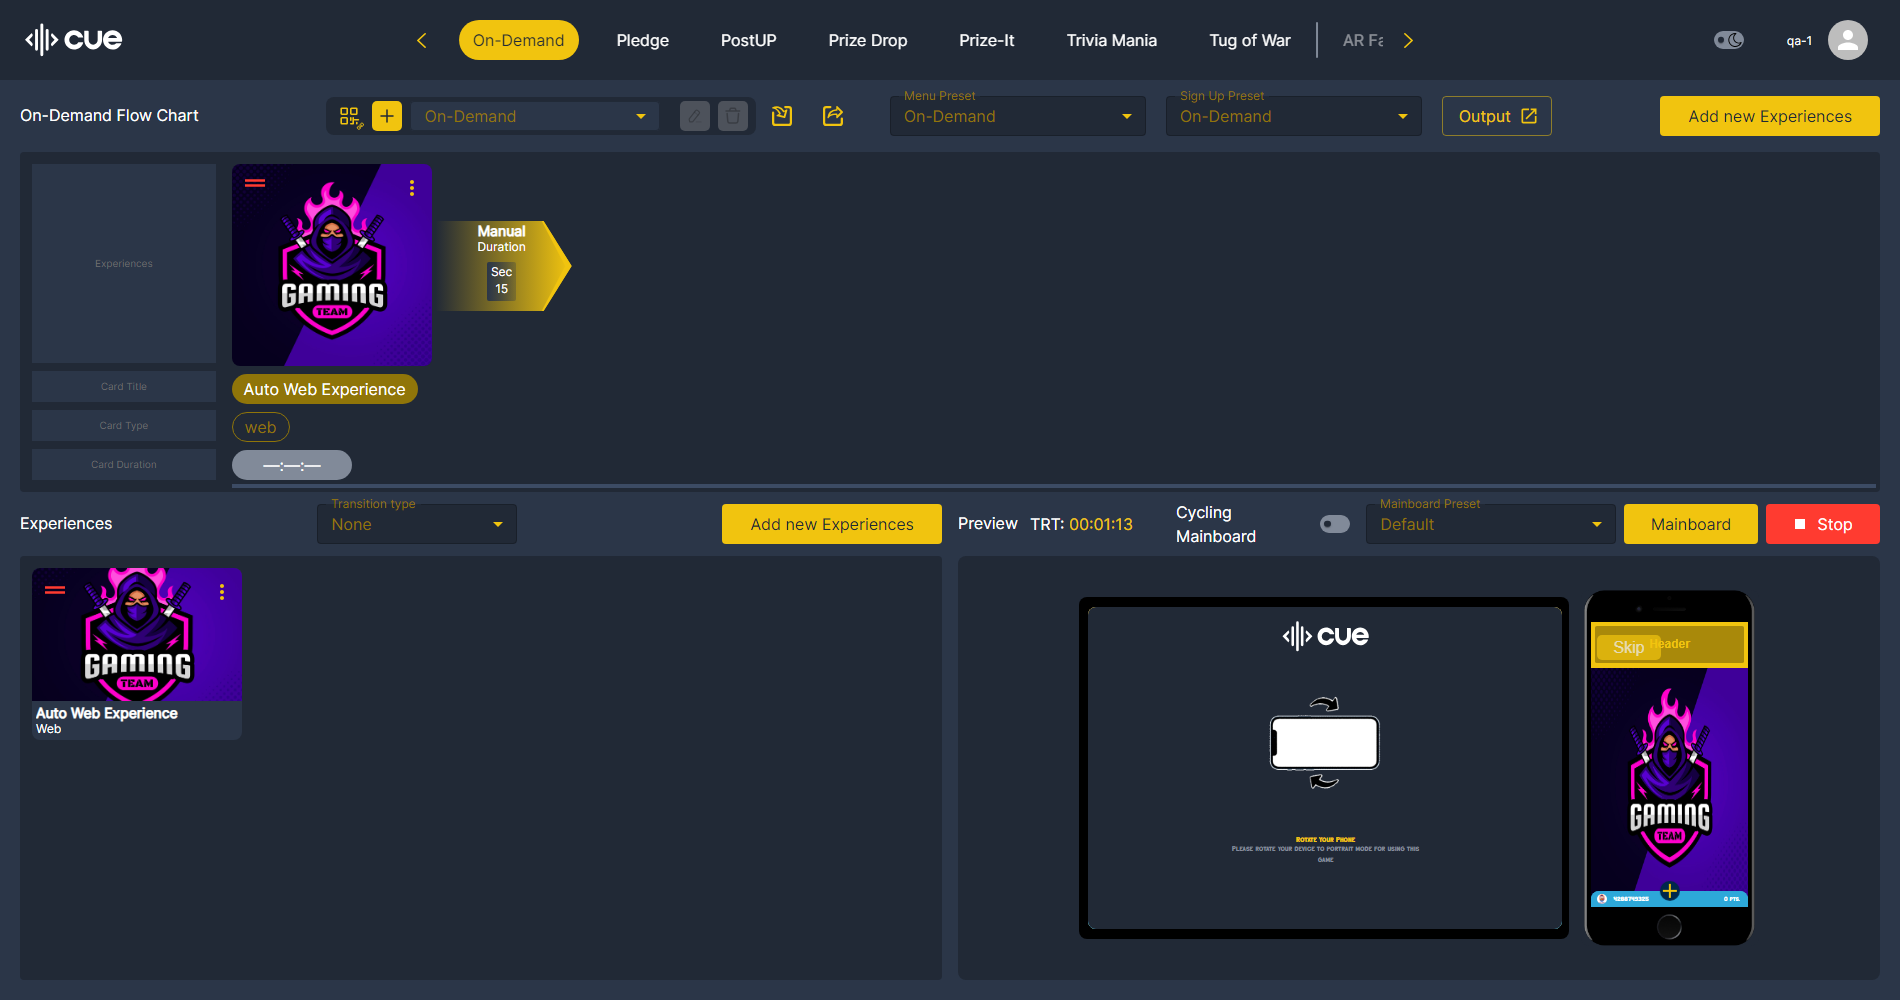 cue
On-Demand
Pledge
PostUP
Prize Drop
Prize-It
Trivia Mania
Tug of War
AR Fa
qa-1
On-Demand Flow Chart
On-Demand
Menu Preset
On-Demand
Sign Up Preset
On-Demand
Output
Add new Experiences
Experiences
Manual
Duration
Sec
15
GAMING
TEAM
Card Title
Auto Web Experience
Card Type
web
Card Duration
—:—:—
Experiences
Transition type
None
Add new Experiences
Preview
TRT: 00:01:13
Cycling
Mainboard
Mainboard Preset
Default
Mainboard
Stop
GAMING
TEAM
Auto Web Experience
Web
cue
Rotate Your Phone
Please rotate your device to portrait mode for using this
game
Skip
Header
GAMING
TEAM
0 PTS.